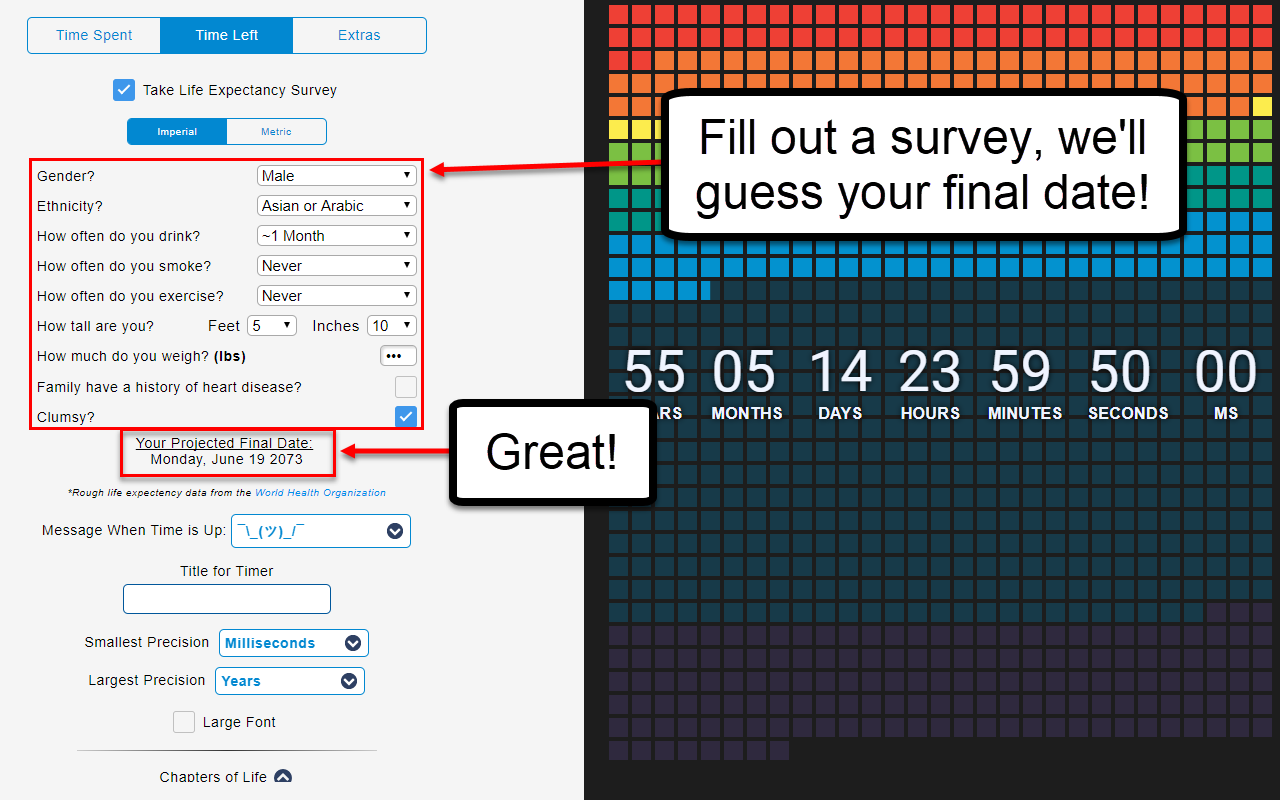 Time Spent
Time Left
Extras
Take Life Expectancy Survey
Imperial
Metric
Gender? Male
Ethnicity? Asian or Arabic
How often do you drink? ~1 Month
How often do you smoke? Never
How often do you exercise? Never
How tall are you? Feet 5 Inches 10
How much do you weigh? (lbs) •••
Family have a history of heart disease?
Clumsy?
Your Projected Final Date:
Monday, June 19 2073
*Rough life expectency data from the World Health Organization
Message When Time is Up: ¯\_(ツ)_/¯
Title for Timer
Smallest Precision Milliseconds
Largest Precision Years
Large Font
Chapters of Life
Fill out a survey, we'll
guess your final date!
Great!
55 05 14 23 59 50 00
ARS MONTHS DAYS HOURS MINUTES SECONDS MS